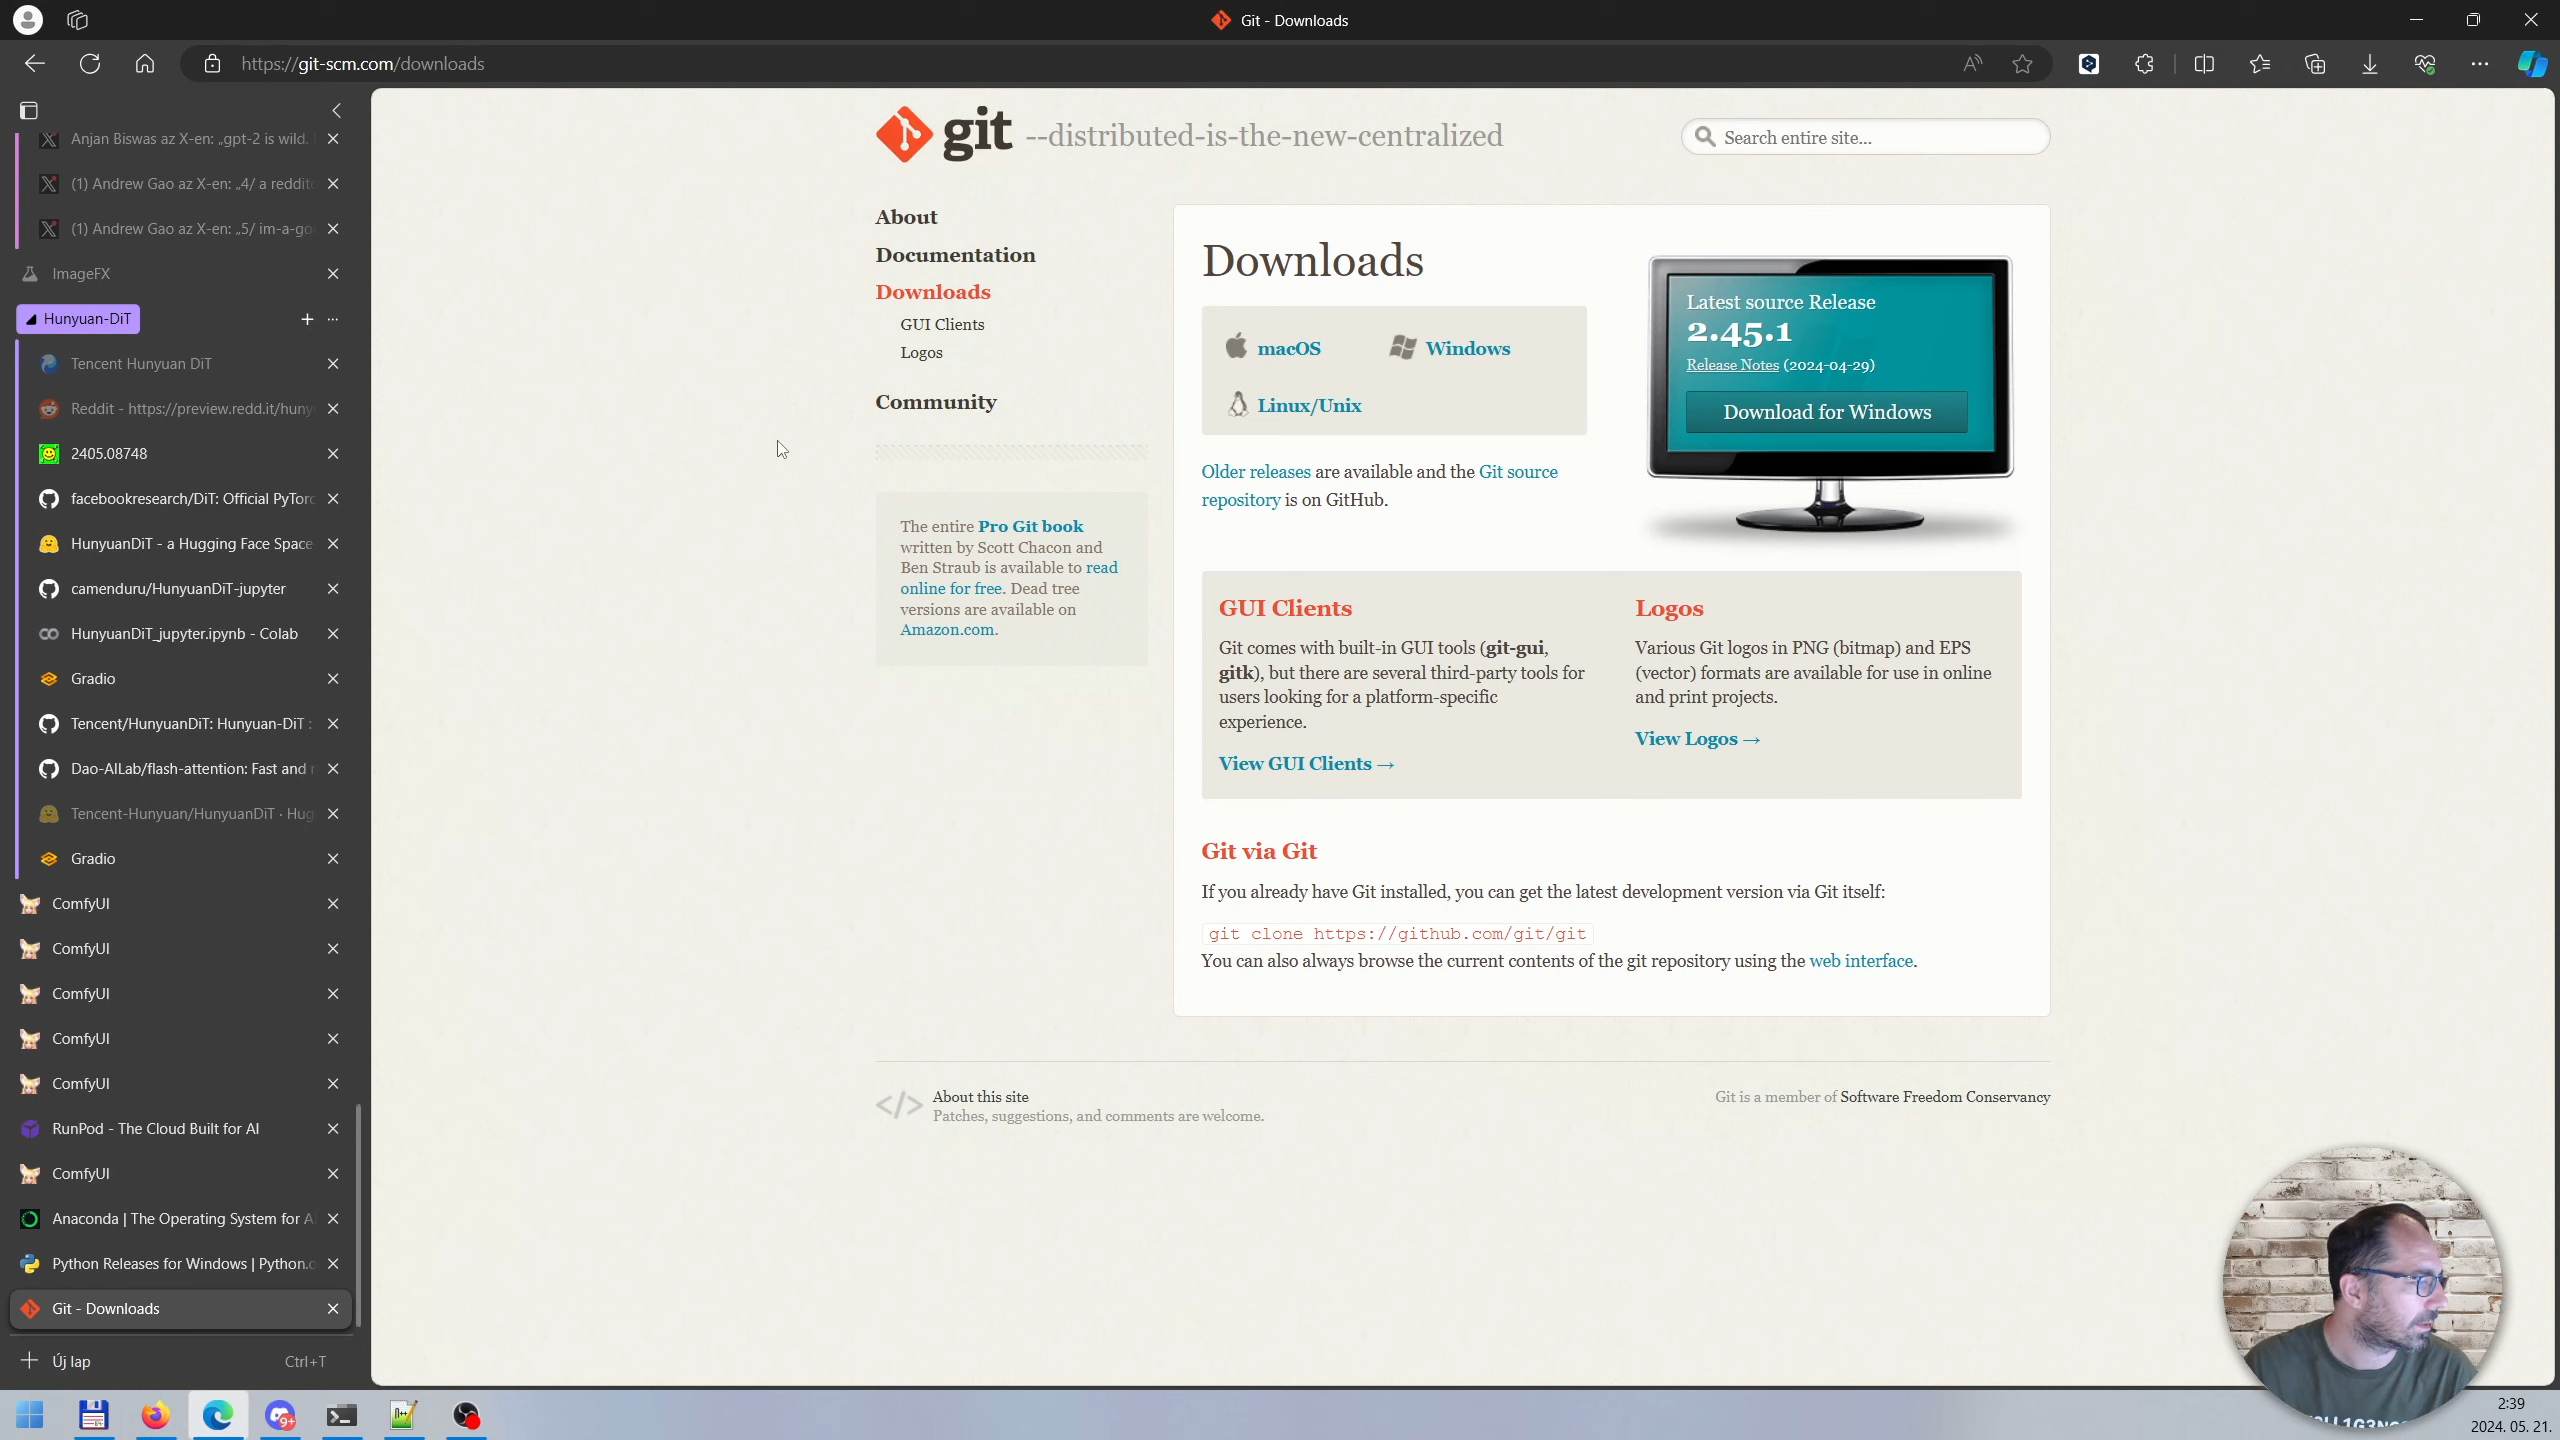 Git - Downloads
https://git-scm.com/downloads
Anjan Biswas az X-en: „gpt-2 is wild.
(1) Andrew Gao az X-en: „4/ a reddit
(1) Andrew Gao az X-en: „5/ im-a-go
ImageFX
Hunyuan-DiT
Tencent Hunyuan DiT
Reddit - https://preview.redd.it/huny
2405.08748
facebookresearch/DiT: Official PyTorc
HunyuanDiT - a Hugging Face Space
camenduru/HunyuanDiT-jupyter
HunyuanDiT_jupyter.ipynb - Colab
Gradio
Tencent/HunyuanDiT: Hunyuan-DiT :
Dao-AILab/flash-attention: Fast and
Tencent-Hunyuan/HunyuanDiT · Hug
Gradio
ComfyUI
ComfyUI
ComfyUI
ComfyUI
ComfyUI
RunPod - The Cloud Built for AI
ComfyUI
Anaconda | The Operating System for A
Python Releases for Windows | Python.o
Git - Downloads
Új lap Ctrl+T
git --distributed-is-the-new-centralized
Search entire site...
About
Documentation
Downloads
GUI Clients
Logos
Community
The entire Pro Git book
written by Scott Chacon and
Ben Straub is available to read
online for free. Dead tree
versions are available on
Amazon.com.
Downloads
macOS
Windows
Linux/Unix
Older releases are available and the Git source
repository is on GitHub.
Latest source Release
2.45.1
Release Notes (2024-04-29)
Download for Windows
GUI Clients
Git comes with built-in GUI tools (git-gui,
gitk), but there are several third-party tools for
users looking for a platform-specific
experience.
View GUI Clients →
Logos
Various Git logos in PNG (bitmap) and EPS
(vector) formats are available for use in online
and print projects.
View Logos →
Git via Git
If you already have Git installed, you can get the latest development version via Git itself:
git clone https://github.com/git/git
You can also always browse the current contents of the git repository using the web interface.
</> About this site
Patches, suggestions, and comments are welcome.
Git is a member of Software Freedom Conservancy
9+
2:39
2024. 05. 21.